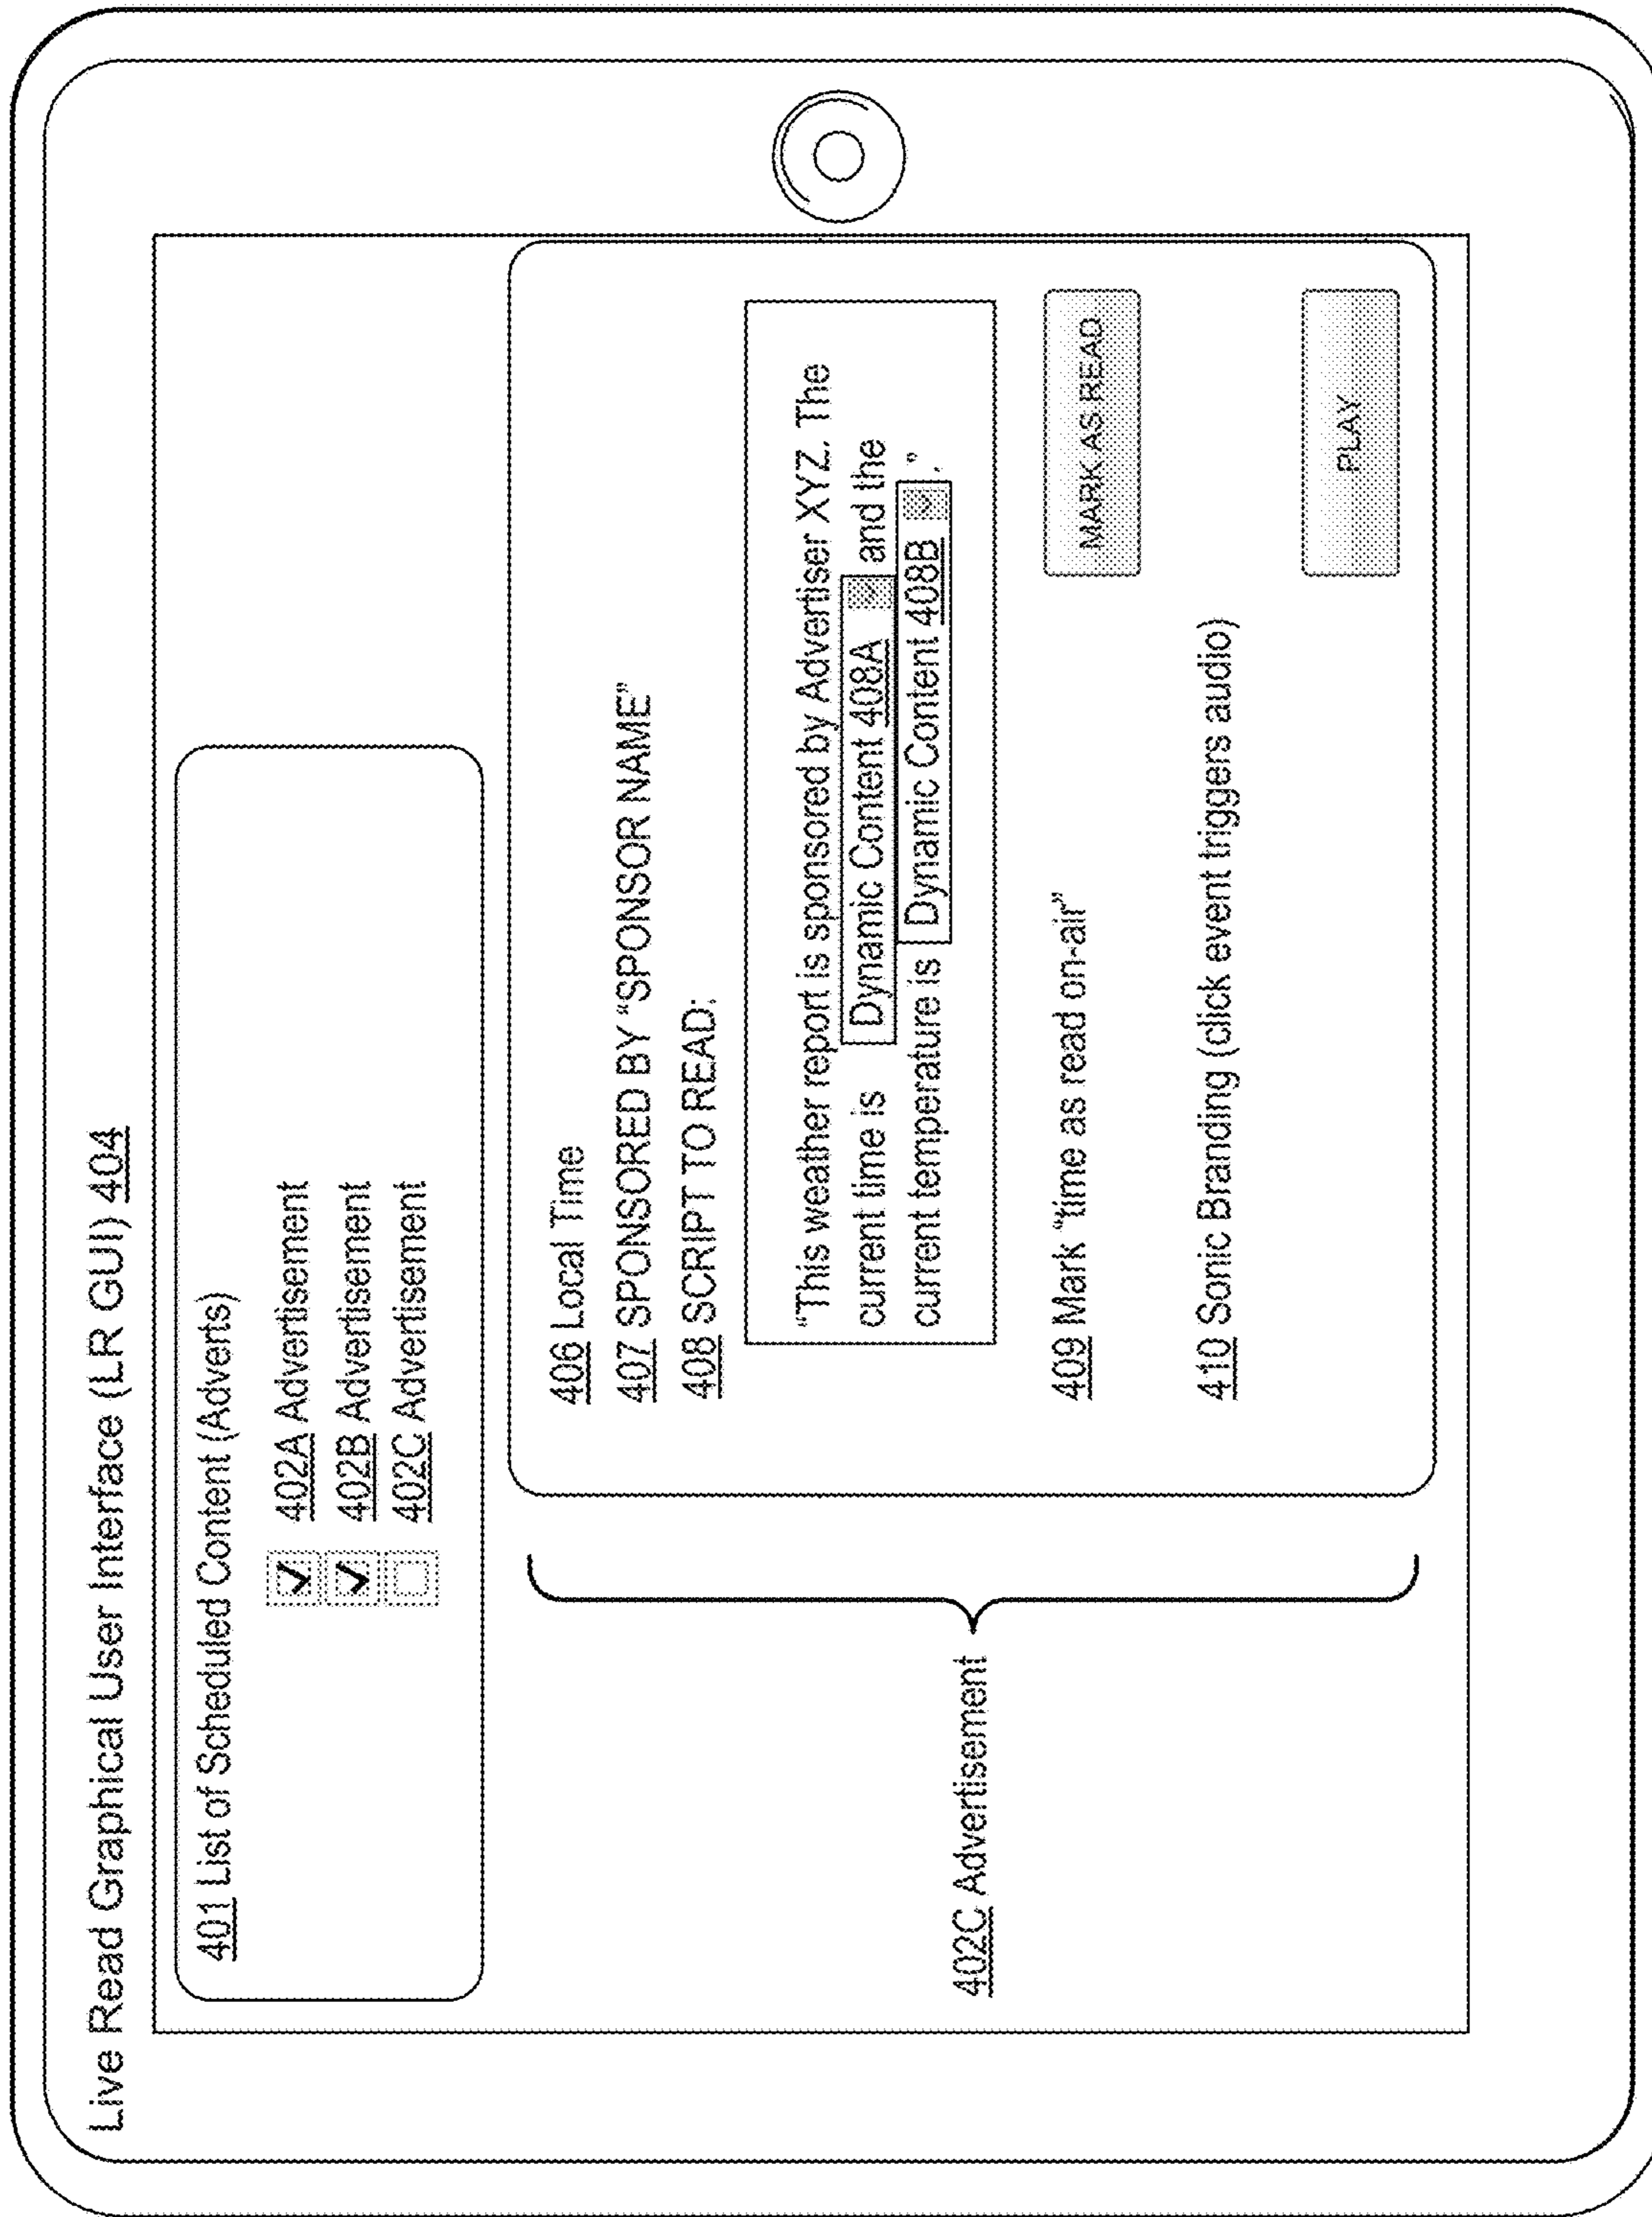 Live Read Graphical User Interface (LR GUI) 404
401 List of Scheduled Content (Adverts)
402A Advertisement
402B Advertisement
402C Advertisement
402C Advertisement
406 Local Time
407 SPONSORED BY “SPONSOR NAME”
408 SCRIPT TO READ:
“This weather report is sponsored by Advertiser XYZ. The
current time is Dynamic Content 408A and the
current temperature is Dynamic Content 408B .”
409 Mark “time as read on-air”
MARK AS READ
410 Sonic Branding (click event triggers audio)
PLAY